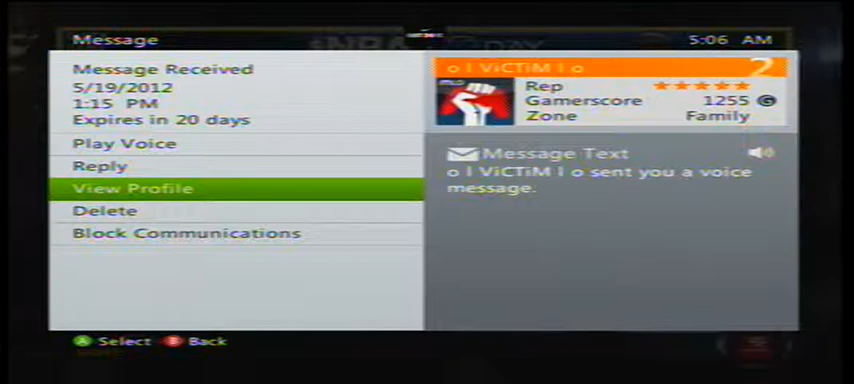 Message
5:06 AM
Message Received
5/19/2012
1:15 PM
Expires in 20 days
Play Voice
Reply
View Profile
Delete
Block Communications
o l ViCTiM l o
2
Rep
Gamerscore 1255 G
Zone Family
Message Text
o l ViCTiM l o sent you a voice
message.
A Select B Back